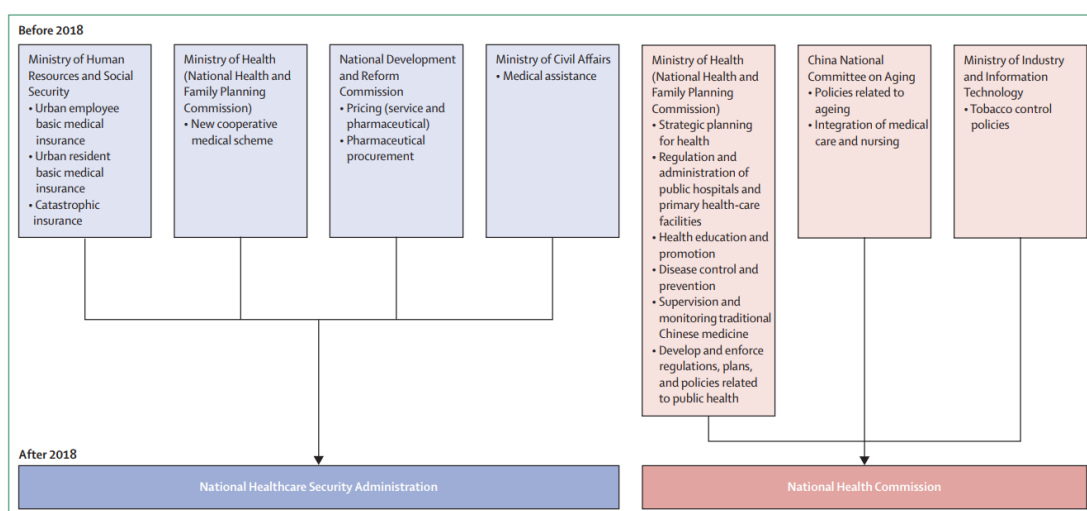 Before 2018
Ministry of Human
Resources and Social
Security
• Urban employee
basic medical
insurance
• Urban resident
basic medical
insurance
• Catastrophic
insurance
Ministry of Health
(National Health and
Family Planning
Commission)
• New cooperative
medical scheme
National Development
and Reform
Commission
• Pricing (service and
pharmaceutical)
• Pharmaceutical
procurement
Ministry of Civil Affairs
• Medical assistance
Ministry of Health
(National Health and
Family Planning
Commission)
• Strategic planning
for health
• Regulation and
administration of
public hospitals and
primary health-care
facilities
• Health education and
promotion
• Disease control and
prevention
• Supervision and
monitoring traditional
Chinese medicine
• Develop and enforce
regulations, plans,
and policies related
to public health
China National
Committee on Aging
• Policies related to
ageing
• Integration of medical
care and nursing
Ministry of Industry
and Information
Technology
• Tobacco control
policies
After 2018
National Healthcare Security Administration
National Health Commission